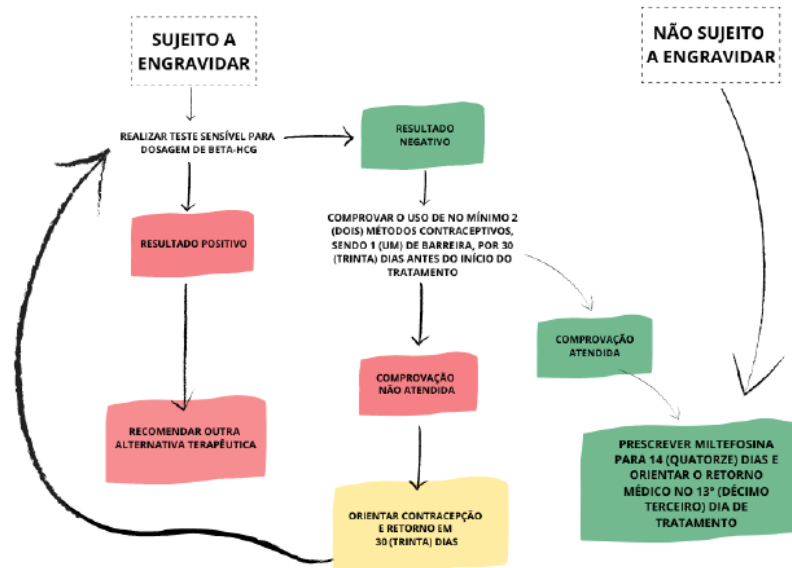 SUJEITO A
ENGRAVIDAR
NÃO SUJEITO
A ENGRAVIDAR
REALIZAR TESTE SENSÍVEL PARA
DOSAGEM DE BETA-HCG
RESULTADO
NEGATIVO
RESULTADO POSITIVO
COMPROVAR O USO DE NO MÍNIMO 2
(DOIS) MÉTODOS CONTRACEPTIVOS,
SENDO 1 (UM) DE BARREIRA, POR 30
(TRINTA) DIAS ANTES DO INÍCIO DO
TRATAMENTO
COMPROVAÇÃO
ATENDIDA
COMPROVAÇÃO
NÃO ATENDIDA
RECOMENDAR OUTRA
ALTERNATIVA TERAPÊUTICA
PRESCREVER MILTEFOSINA
PARA 14 (QUATORZE) DIAS E
ORIENTAR O RETORNO
MÉDICO NO 13º (DÉCIMO
TERCEIRO) DIA DE
TRATAMENTO
ORIENTAR CONTRACEPÇÃO
E RETORNO EM
30 (TRINTA) DIAS